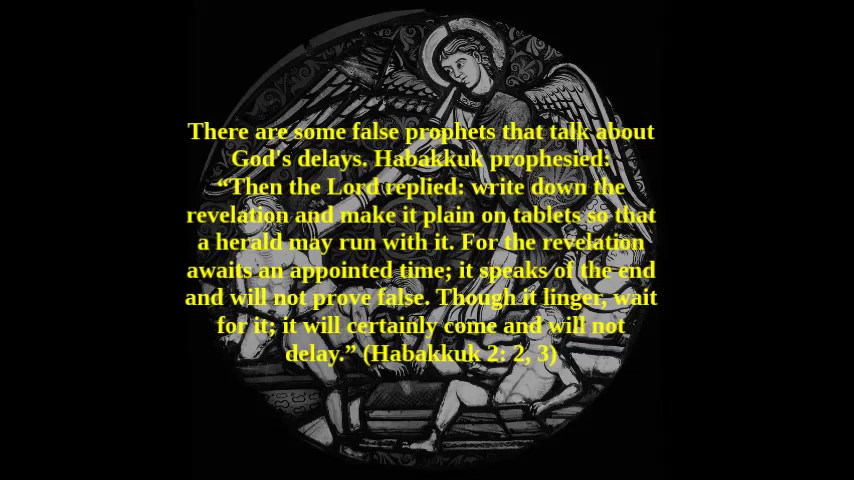 There are some false prophets that talk about
God's delays. Habakkuk prophesied:
“Then the Lord replied: write down the
revelation and make it plain on tablets so that
a herald may run with it. For the revelation
awaits an appointed time; it speaks of the end
and will not prove false. Though it linger, wait
for it; it will certainly come and will not
delay.” (Habakkuk 2: 2, 3)